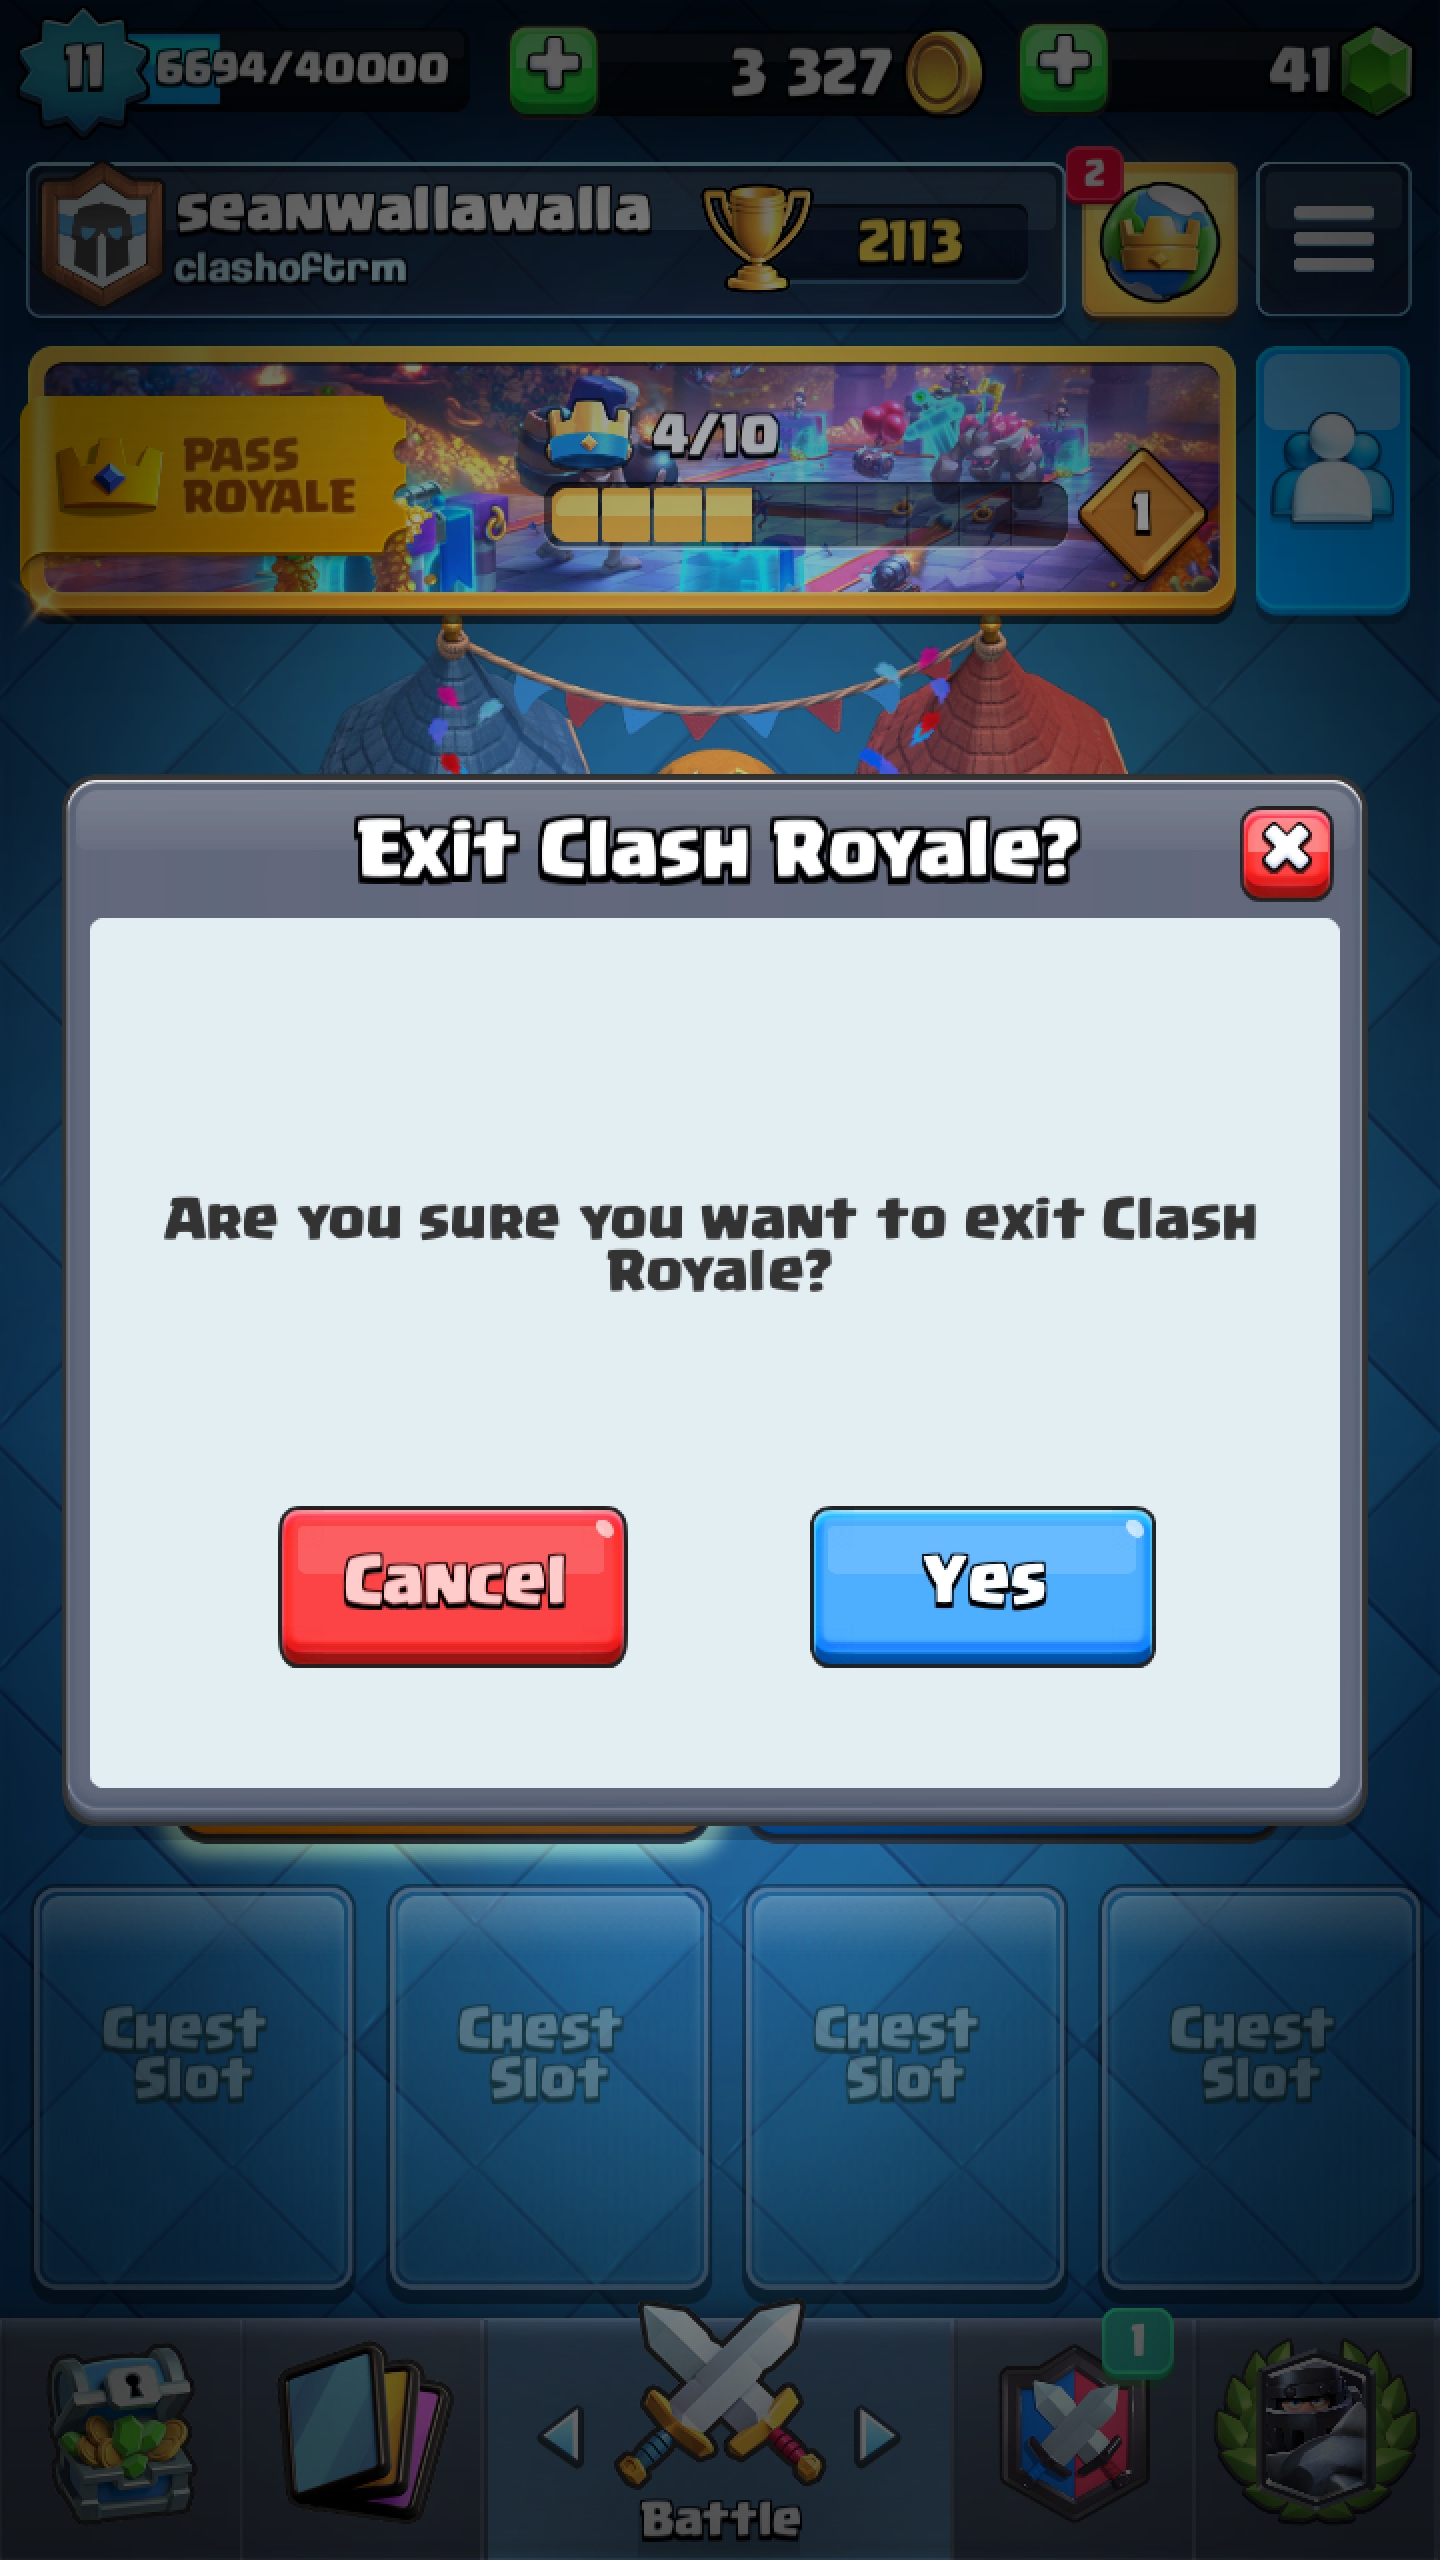 11
6694/40000
3 327
41
seanwallawalla
clashoftrm
2113
2
PASS
ROYALE
4/10
1
Exit Clash Royale?
Are you sure you want to exit Clash
Royale?
Cancel
Yes
Chest
Slot
Chest
Slot
Chest
Slot
Chest
Slot
1
Battle